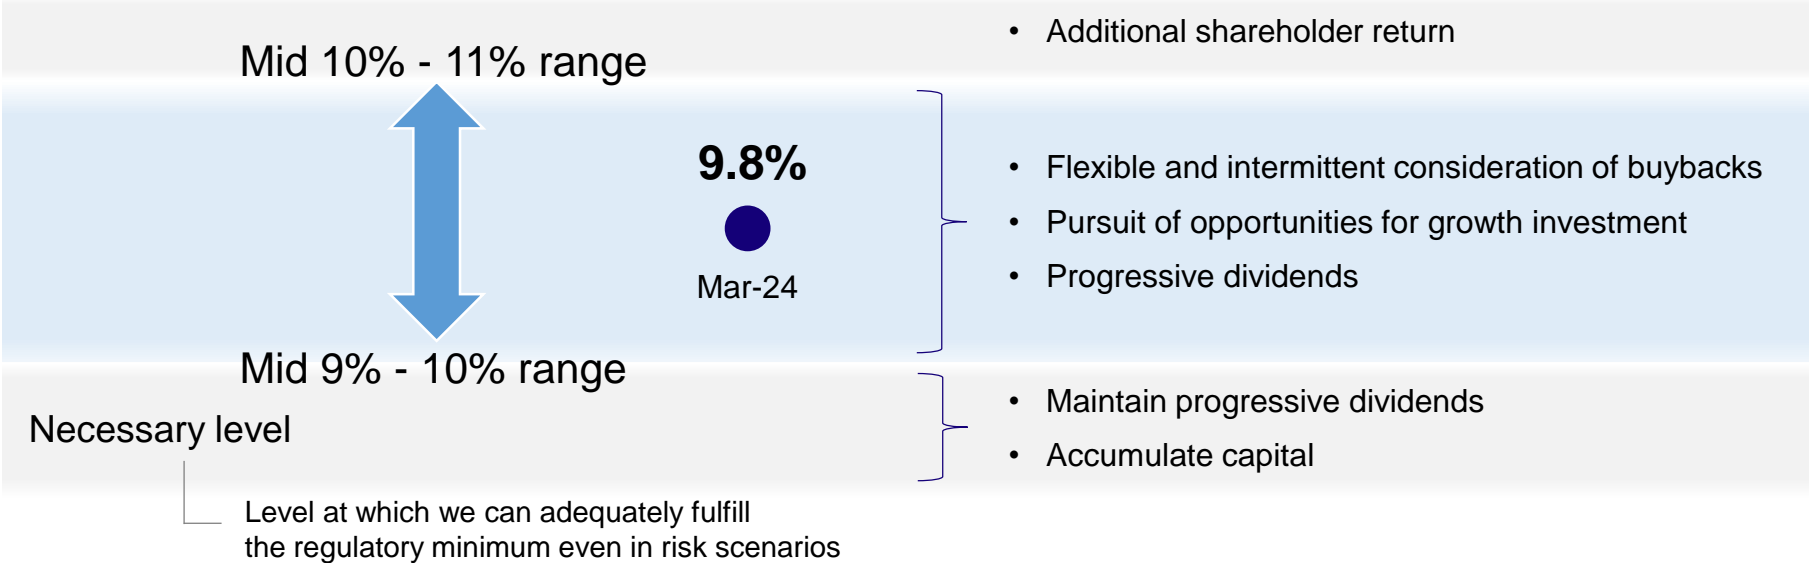 • Additional shareholder return
Mid 10% - 11% range
9.8%
Mar-24
• Flexible and intermittent consideration of buybacks
• Pursuit of opportunities for growth investment
• Progressive dividends
Mid 9% - 10% range
Necessary level
• Maintain progressive dividends
• Accumulate capital
Level at which we can adequately fulfill
the regulatory minimum even in risk scenarios